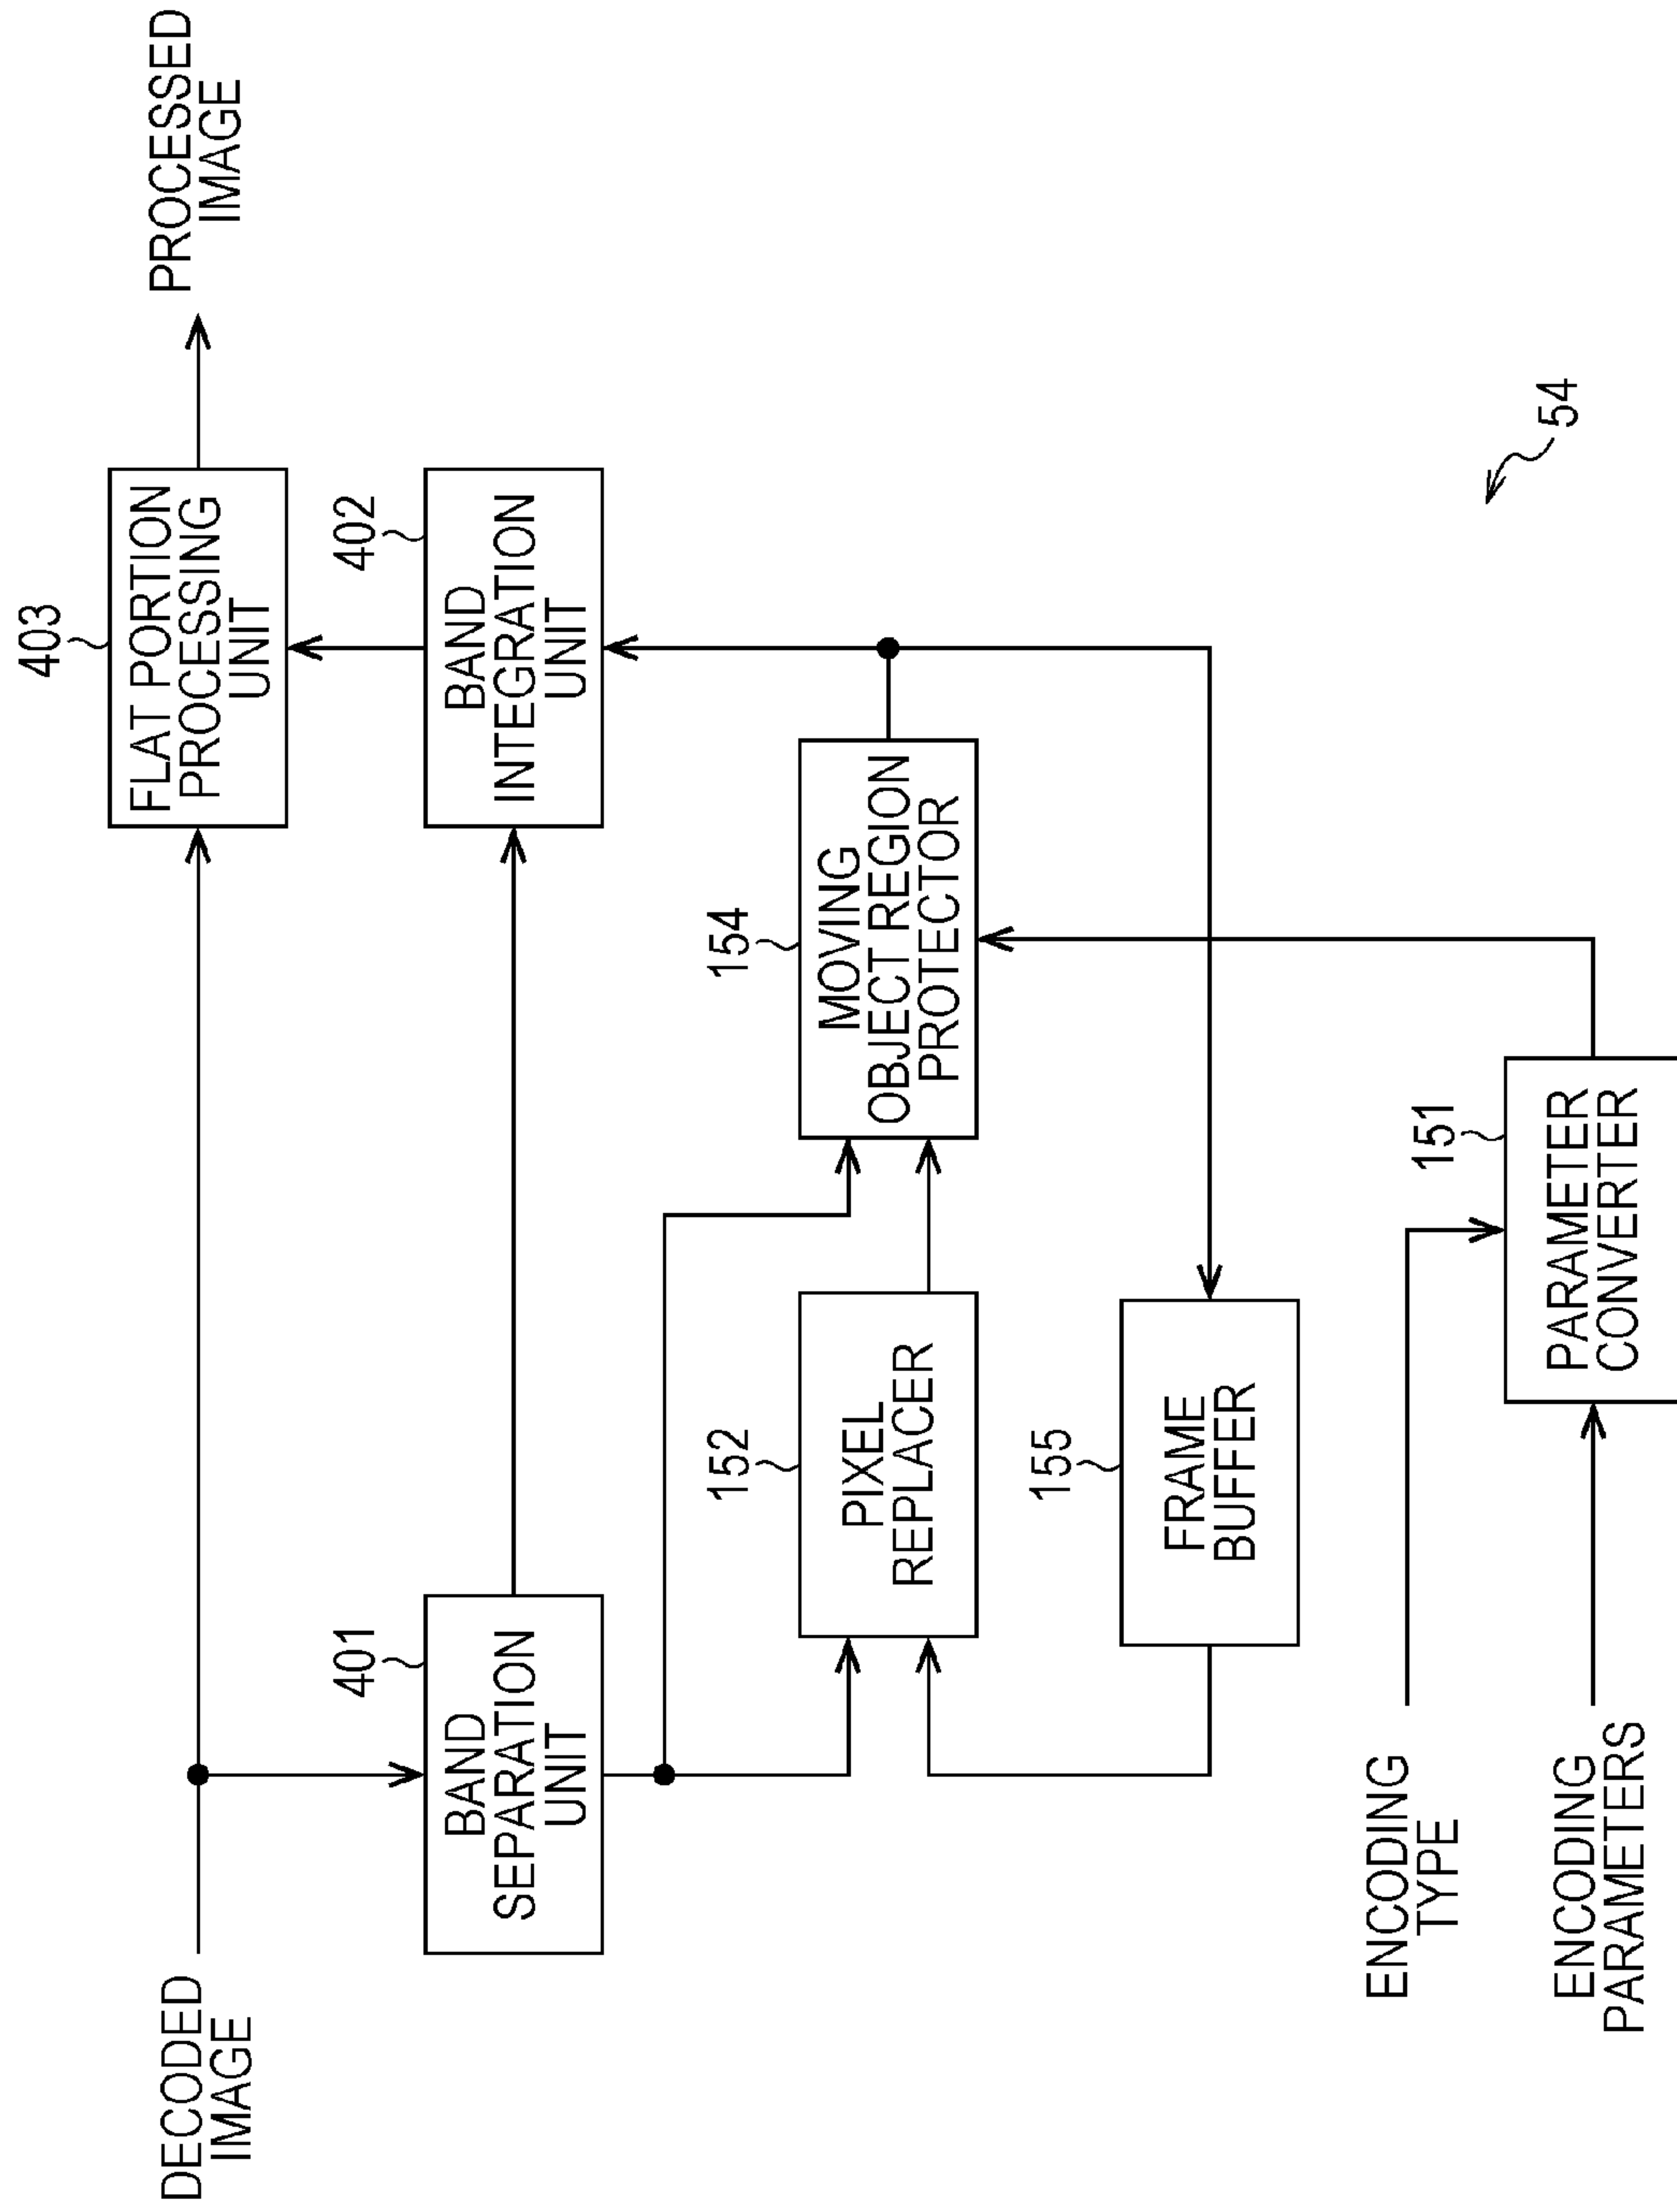 DECODED
IMAGE
403
FLAT PORTION
PROCESSING
UNIT
PROCESSED
IMAGE
401
BAND
SEPARATION
UNIT
402
BAND
INTEGRATION
UNIT
152
PIXEL
REPLACER
154
MOVING
OBJECT REGION
PROTECTOR
155
FRAME
BUFFER
ENCODING
TYPE
ENCODING
PARAMETERS
151
PARAMETER
CONVERTER
54